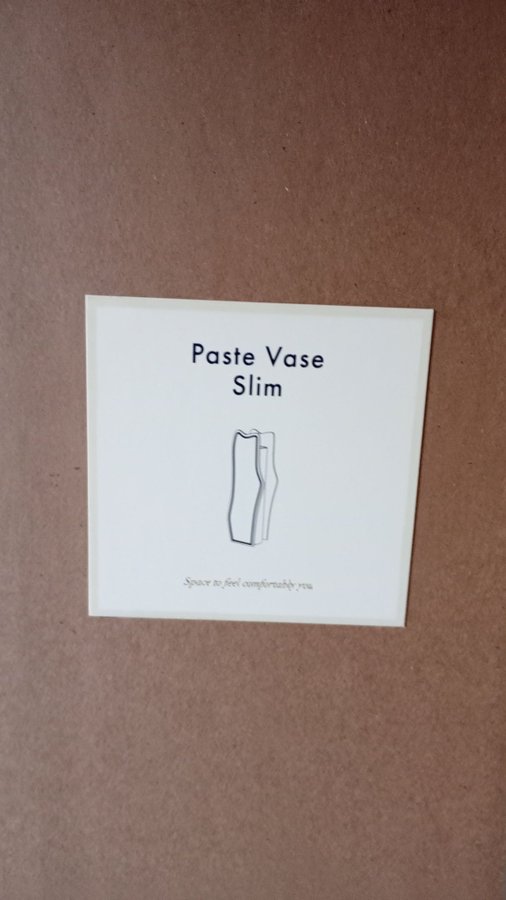 Paste Vase
Slim
Space to feel comfortably you